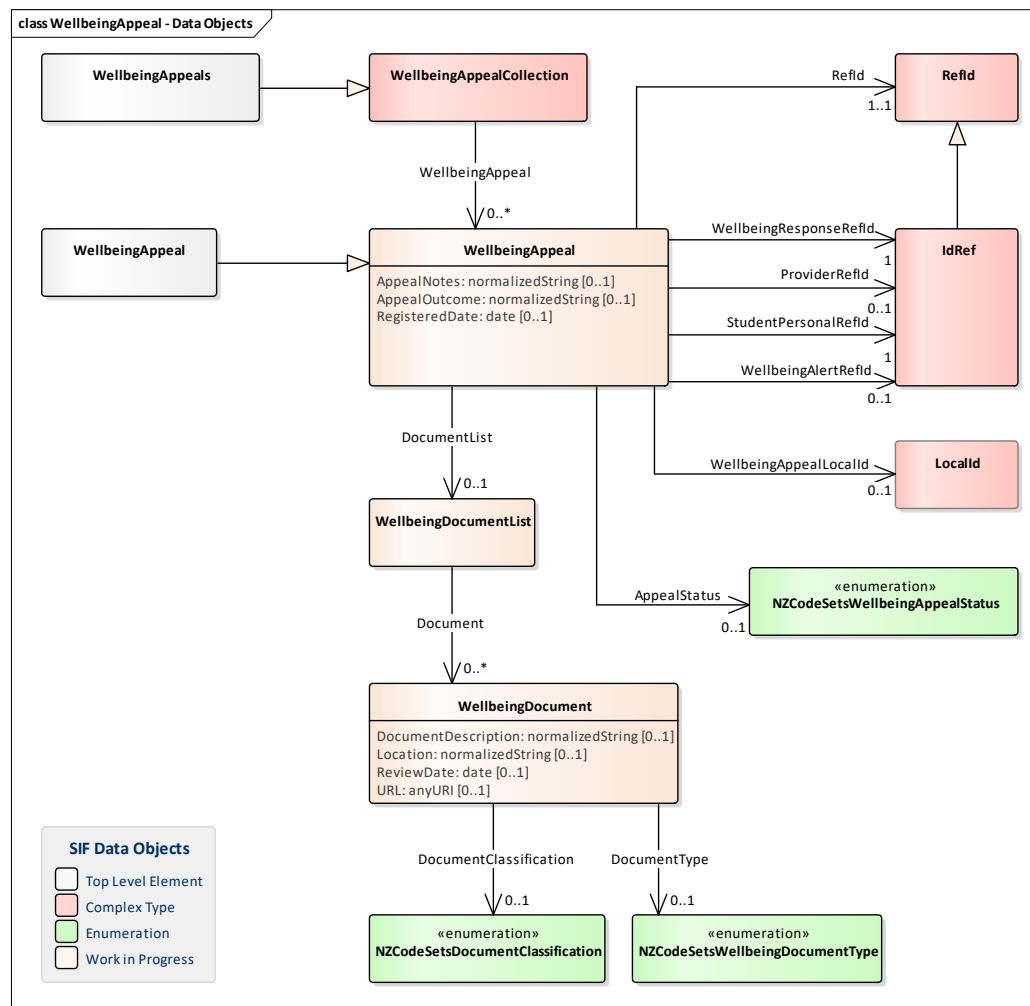 class WellbeingAppeal - Data Objects
WellbeingAppeals
WellbeingAppealCollection
RefId
RefId
1..1
WellbeingAppeal
0..*
WellbeingAppeal
WellbeingAppeal
AppealNotes: normalizedString [0..1]
AppealOutcome: normalizedString [0..1]
RegisteredDate: date [0..1]
WellbeingResponseRefId
1
ProviderRefId
0..1
StudentPersonalRefId
1
WellbeingAlertRefId
0..1
IdRef
DocumentList
0..1
WellbeingAppealLocalId
0..1
LocalId
WellbeingDocumentList
AppealStatus
0..1
«enumeration»
NZCodeSetsWellbeingAppealStatus
Document
0..*
WellbeingDocument
DocumentDescription: normalizedString [0..1]
Location: normalizedString [0..1]
ReviewDate: date [0..1]
URL: anyURI [0..1]
DocumentClassification
0..1
DocumentType
0..1
«enumeration»
NZCodeSetsDocumentClassification
«enumeration»
NZCodeSetsWellbeingDocumentType
SIF Data Objects
Top Level Element
Complex Type
Enumeration
Work in Progress